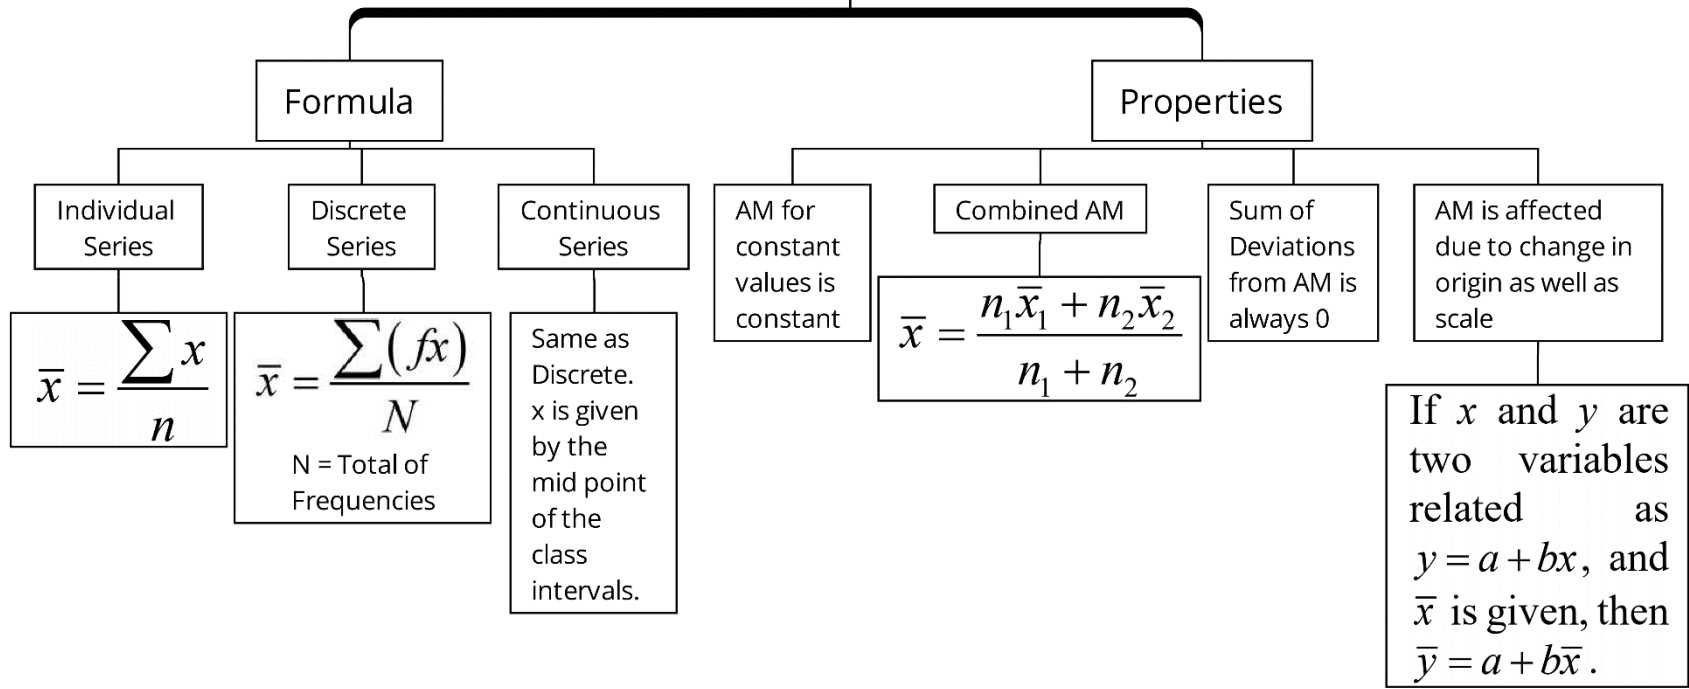 Formula
Individual
Series
x̄ = ∑x / n
Discrete
Series
x̄ = ∑(fx) / N
N = Total of
Frequencies
Continuous
Series
Same as
Discrete.
x is given
by the
mid point
of the
class
intervals.
Properties
AM for
constant
values is
constant
Combined AM
x̄ = (n₁x̄₁ + n₂x̄₂) / (n₁ + n₂)
Sum of
Deviations
from AM is
always 0
AM is affected
due to change in
origin as well as
scale
If x and y are
two variables
related as
y = a + bx, and
x̄ is given, then
ȳ = a + bx̄.